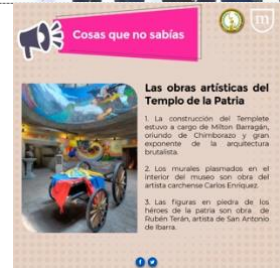 Cosas que no sabías
m
Las obras artísticas del
Templo de la Patria
1. La construcción del Templete
estuvo a cargo de Milton Barragán,
oriundo de Chimborazo y gran
exponente de la arquitectura
brutalista.
2. Los murales plasmados en el
interior del museo son obra del
artista carchense Carlos Enríquez.
3. Las figuras en piedra de los
héroes de la patria son obra de
Rubén Terán, artista de San Antonio
de Ibarra.